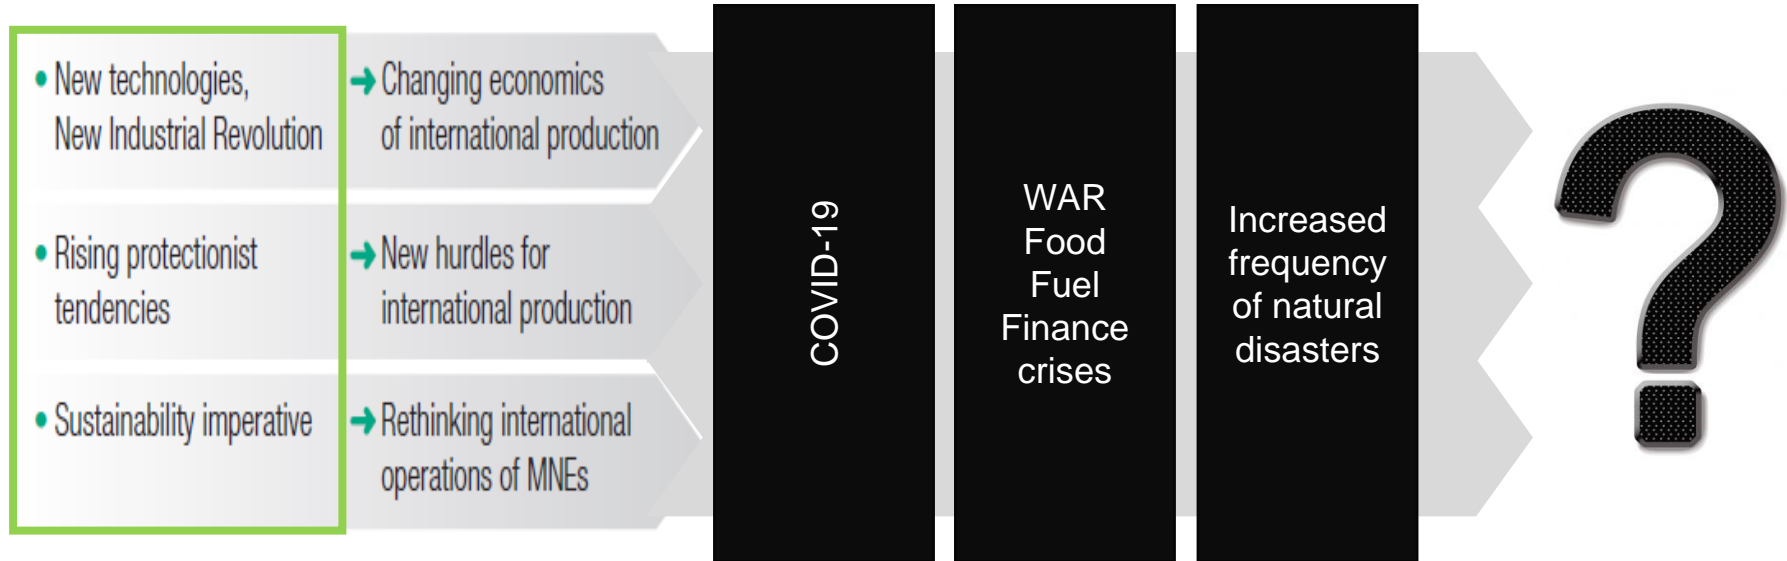 • New technologies,
New Industrial Revolution
➔ Changing economics
of international production
• Rising protectionist
tendencies
➔ New hurdles for
international production
• Sustainability imperative
➔ Rethinking international
operations of MNEs
COVID-19
WAR
Food
Fuel
Finance
crises
Increased
frequency
of natural
disasters
?